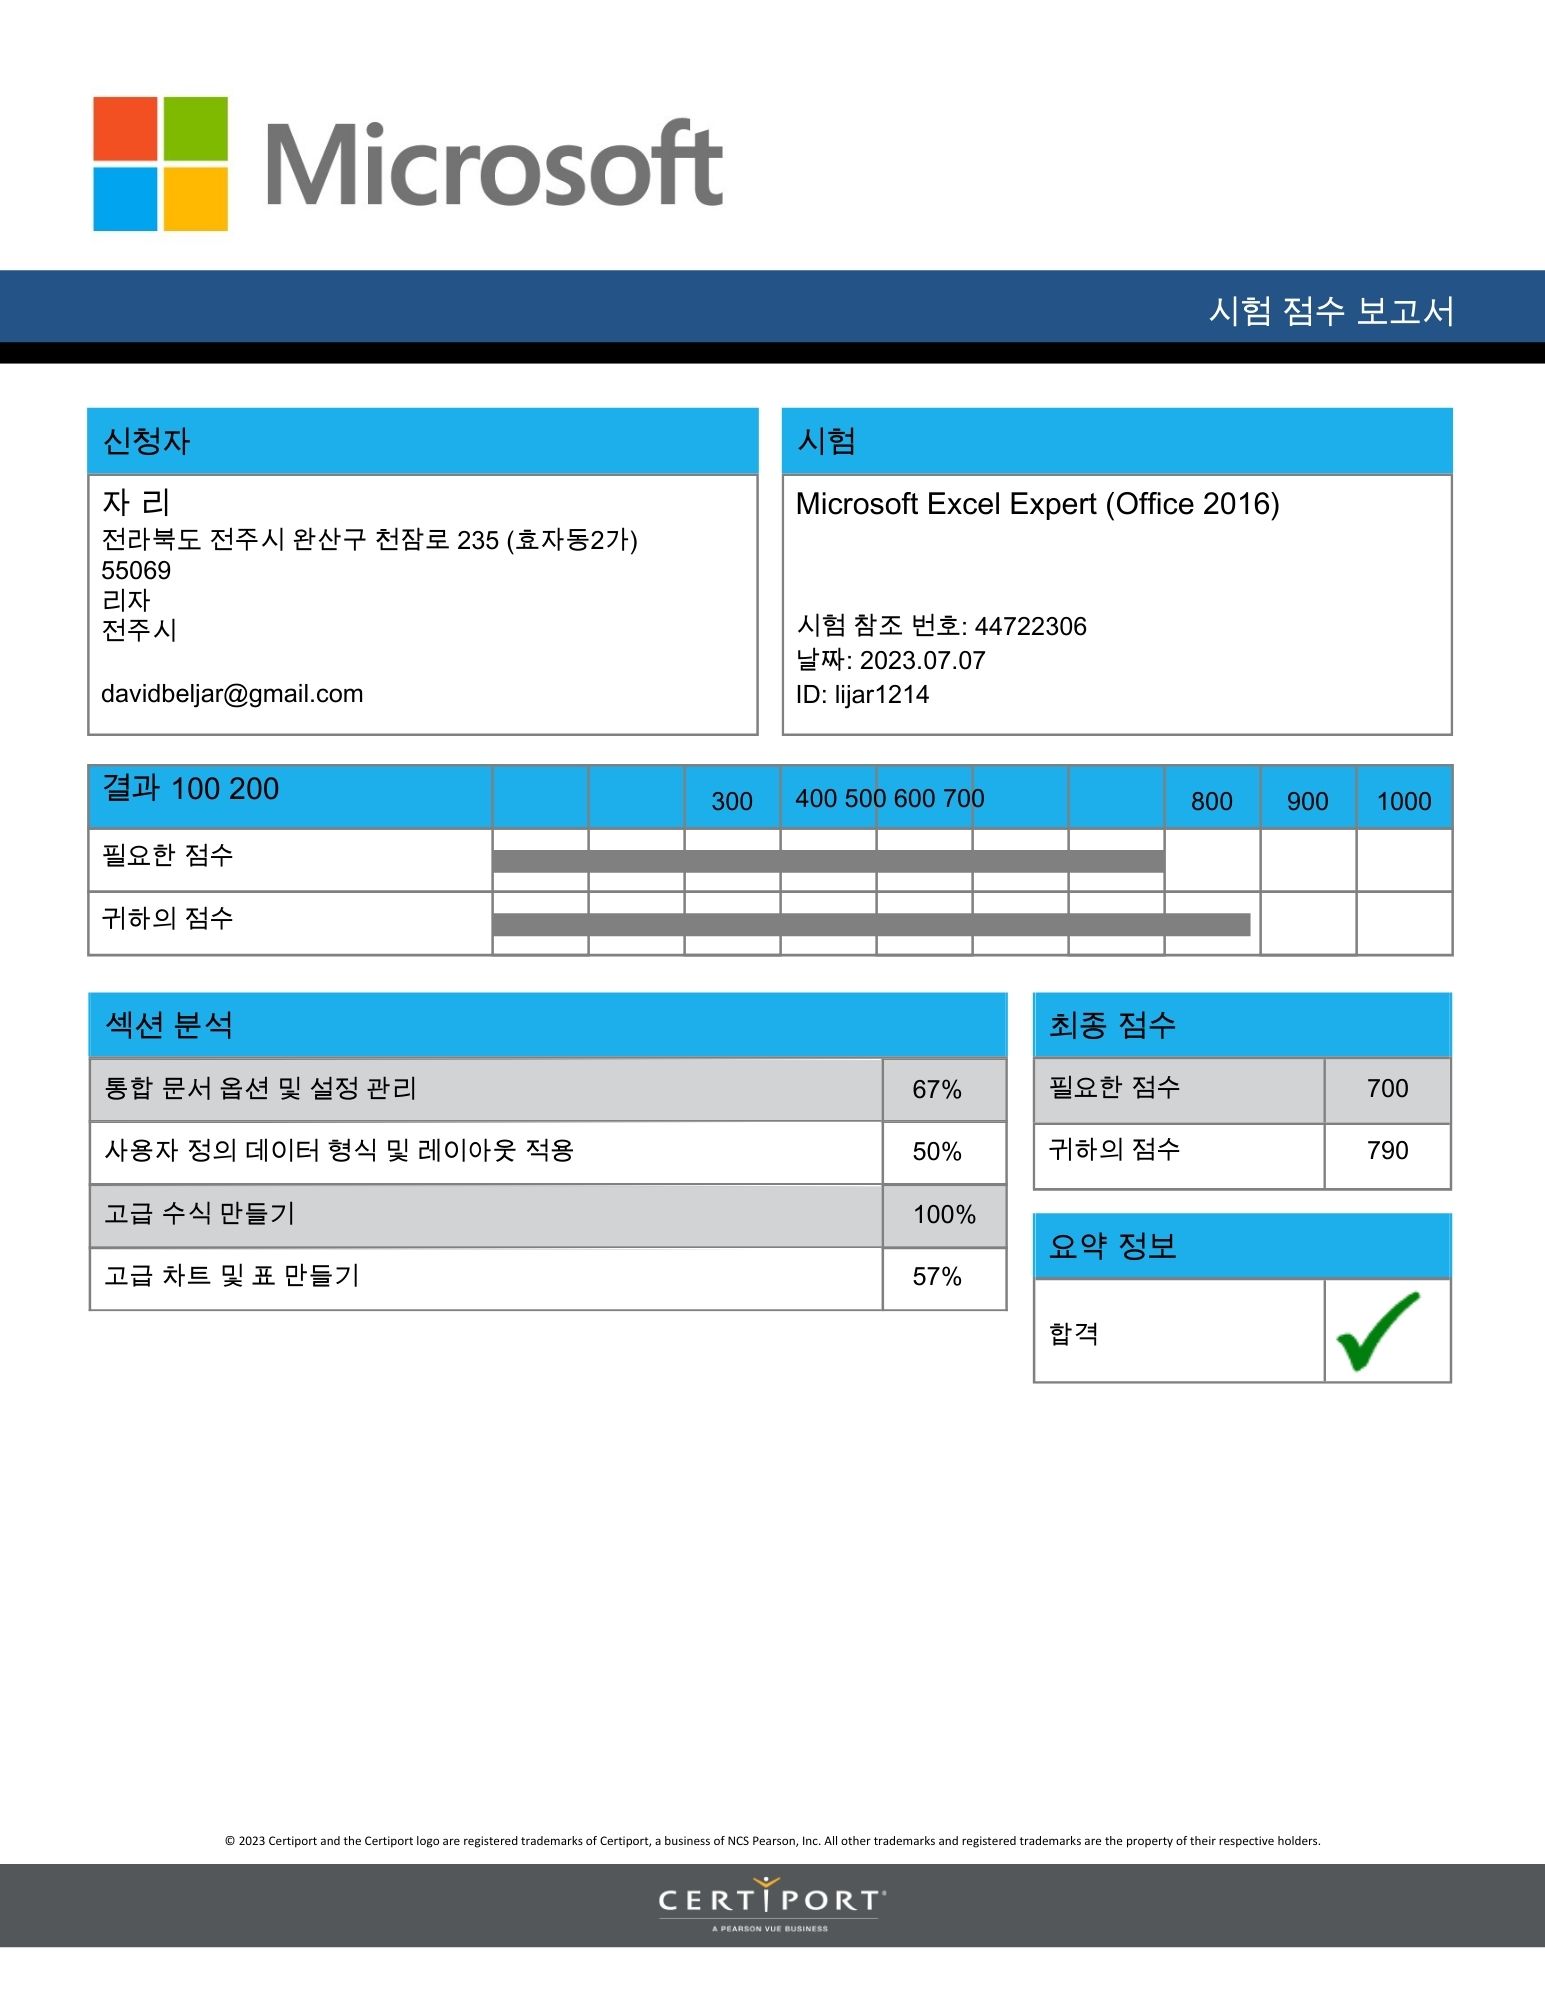 Microsoft
시험 점수 보고서
신청자
자 리
전라북도 전주시 완산구 천잠로 235 (효자동2가)
55069
리자
전주시
davidbeljar@gmail.com
시험
Microsoft Excel Expert (Office 2016)
시험 참조 번호: 44722306
날짜: 2023.07.07
ID: lijar1214
결과 100 200 300 400 500 600 700 800 900 1000
필요한 점수
귀하의 점수
섹션 분석
통합 문서 옵션 및 설정 관리 67%
사용자 정의 데이터 형식 및 레이아웃 적용 50%
고급 수식 만들기 100%
고급 차트 및 표 만들기 57%
최종 점수
필요한 점수 700
귀하의 점수 790
요약 정보
합격
© 2023 Certiport and the Certiport logo are registered trademarks of Certiport, a business of NCS Pearson, Inc. All other trademarks and registered trademarks are the property of their respective holders.
CERTIPORT®
A PEARSON VUE BUSINESS